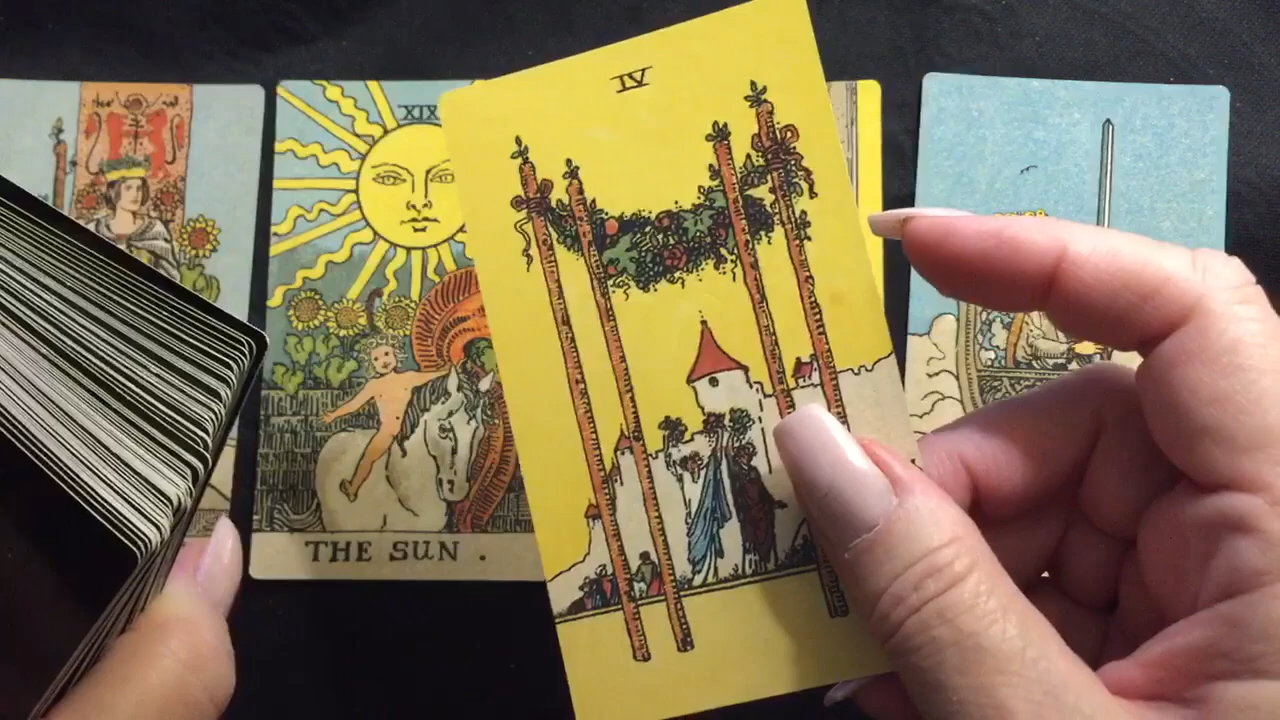 XIX
IV
THE SUN .